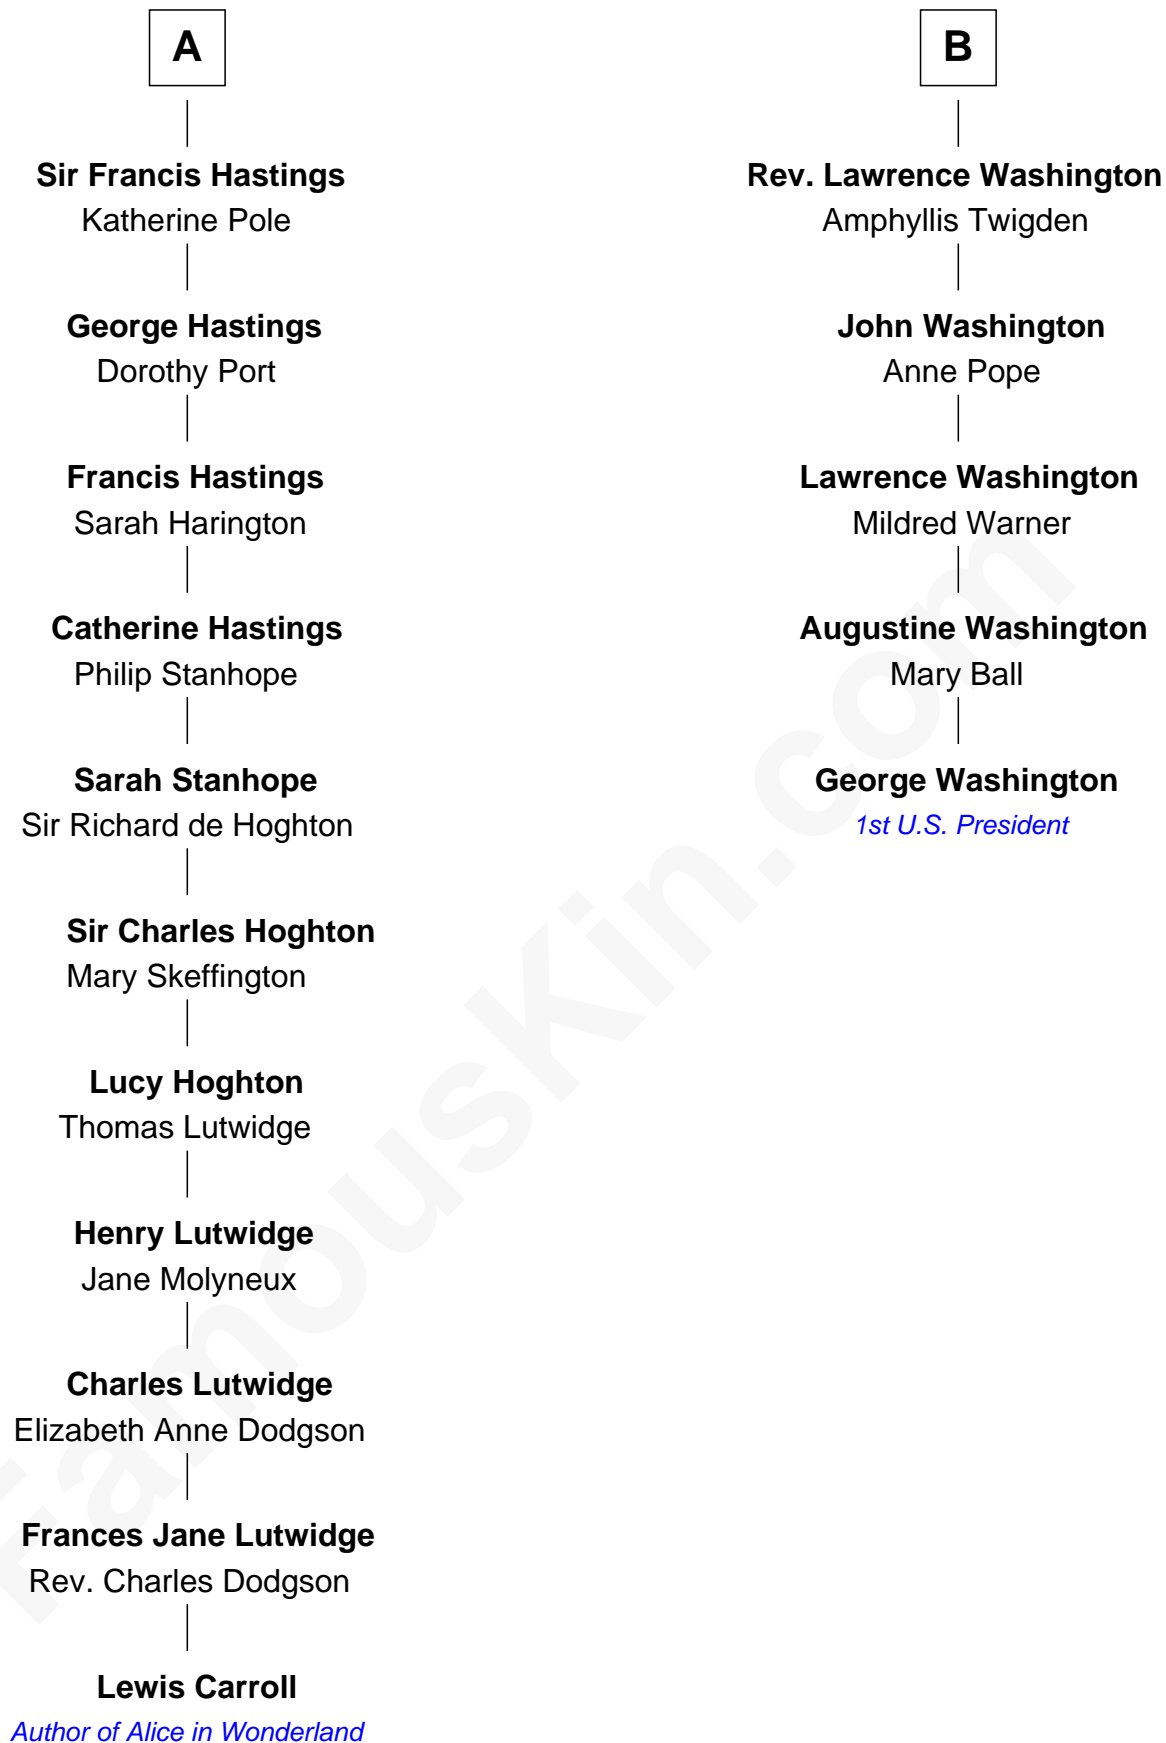 A
Sir Francis Hastings
Katherine Pole
George Hastings
Dorothy Port
Francis Hastings
Sarah Harington
Catherine Hastings
Philip Stanhope
Sarah Stanhope
Sir Richard de Hoghton
Sir Charles Hoghton
Mary Skeffington
Lucy Hoghton
Thomas Lutwidge
Henry Lutwidge
Jane Molyneux
Charles Lutwidge
Elizabeth Anne Dodgson
Frances Jane Lutwidge
Rev. Charles Dodgson
Lewis Carroll
Author of Alice in Wonderland
B
Rev. Lawrence Washington
Amphyllis Twigden
John Washington
Anne Pope
Lawrence Washington
Mildred Warner
Augustine Washington
Mary Ball
George Washington
1st U.S. President
FamousKin.com